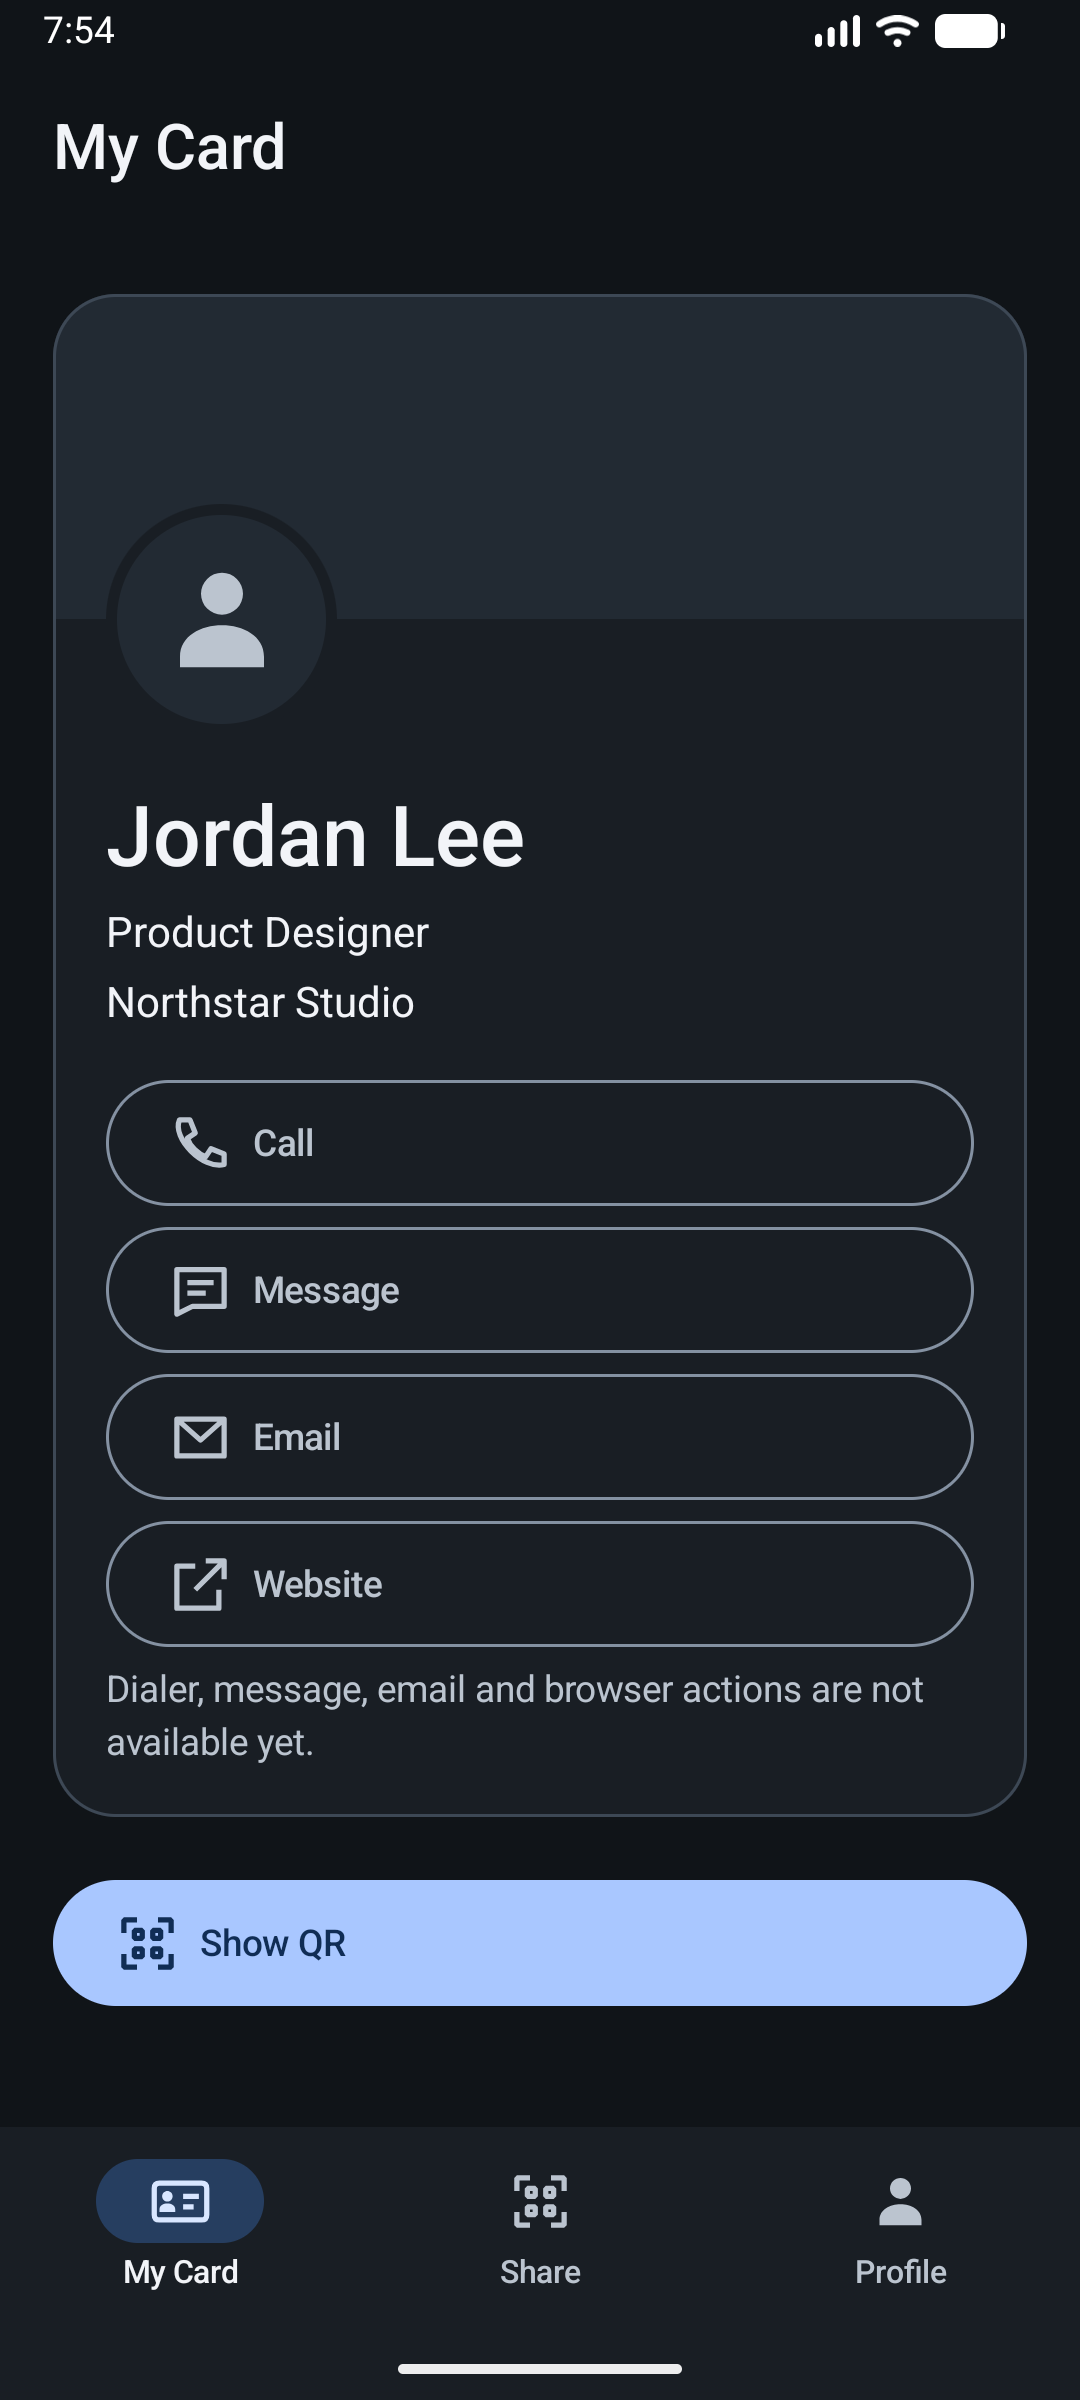 7:54
My Card
Jordan Lee
Product Designer
Northstar Studio
Call
Message
Email
Website
Dialer, message, email and browser actions are not
available yet.
Show QR
My Card
Share
Profile